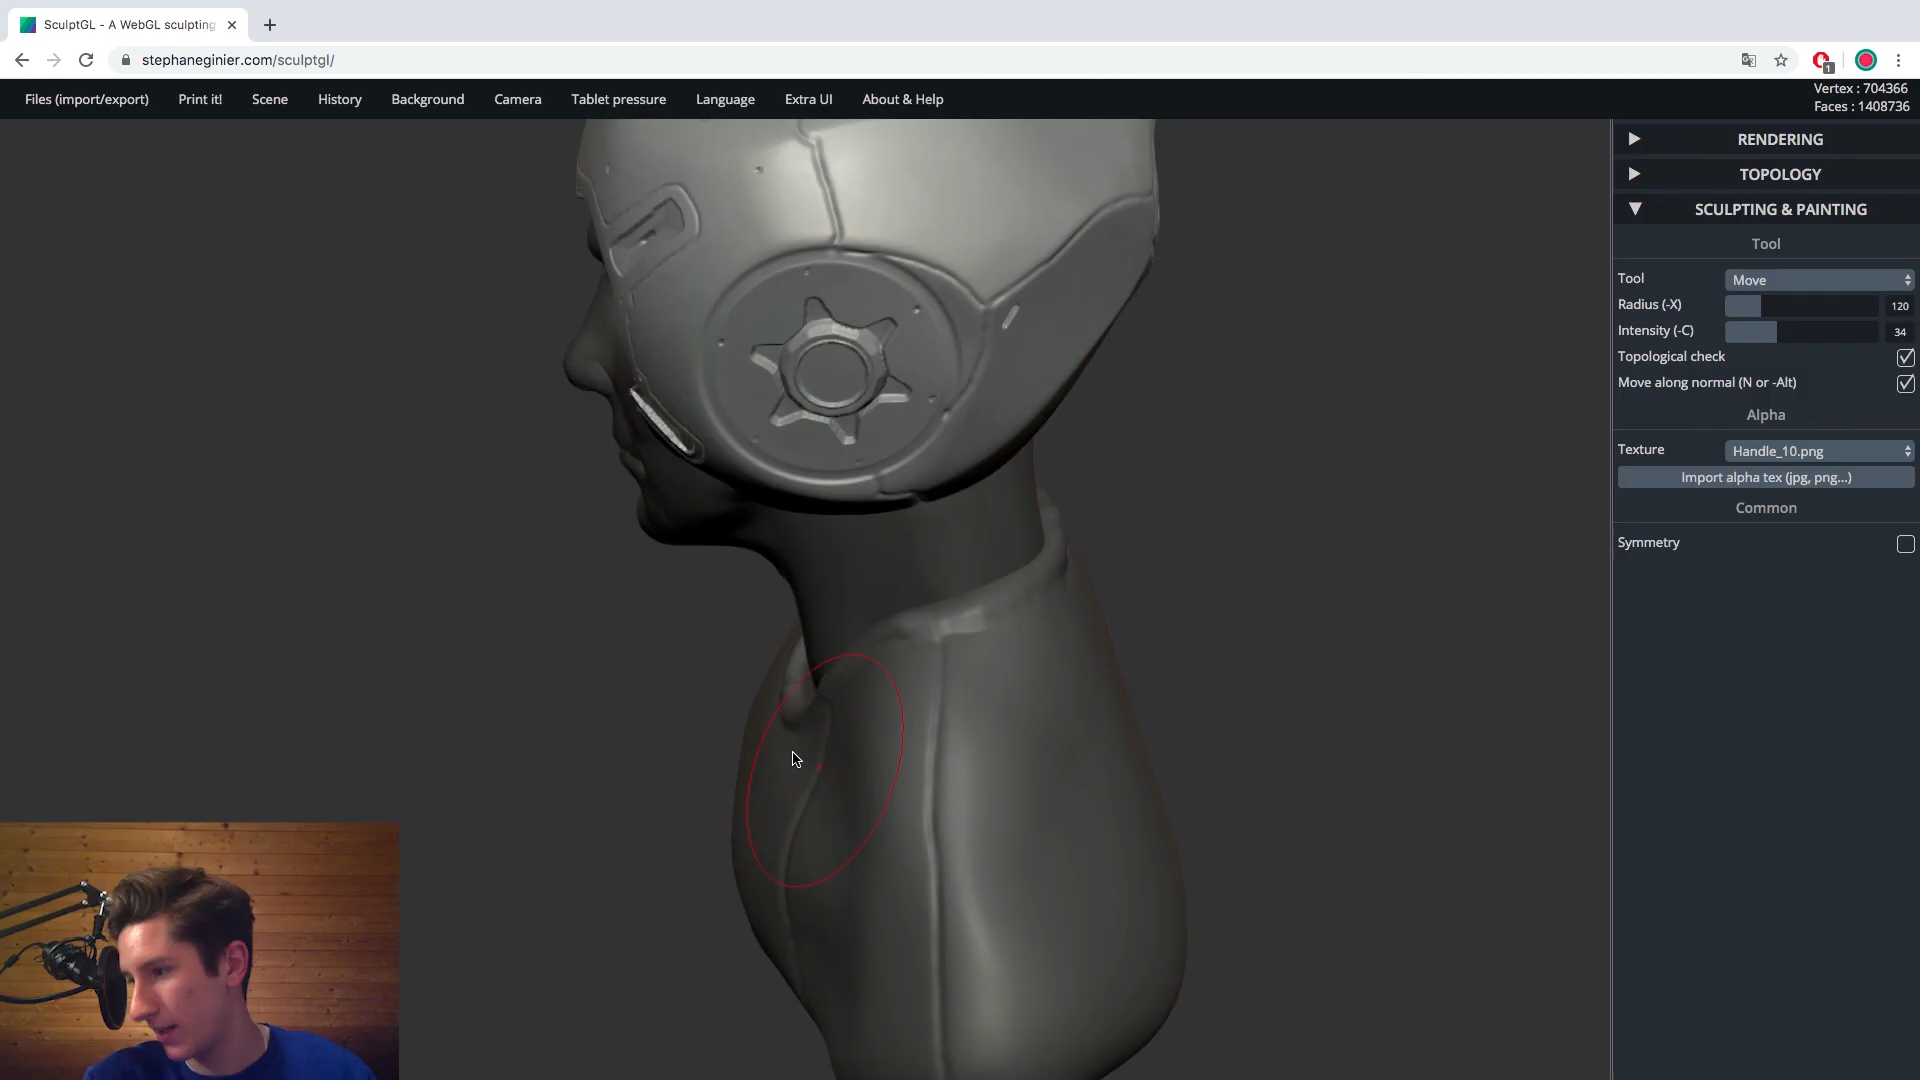 SculptGL - A WebGL sculpting
stephaneginier.com/sculptgl/
1
Files (import/export) Print it! Scene History Background Camera Tablet pressure Language Extra UI About & Help
Vertex : 704366
Faces : 1408736
RENDERING
TOPOLOGY
SCULPTING & PAINTING
Tool
Tool Move
Radius (-X) 120
Intensity (-C) 34
Topological check
Move along normal (N or -Alt)
Alpha
Texture Handle_10.png
Import alpha tex (jpg, png...)
Common
Symmetry